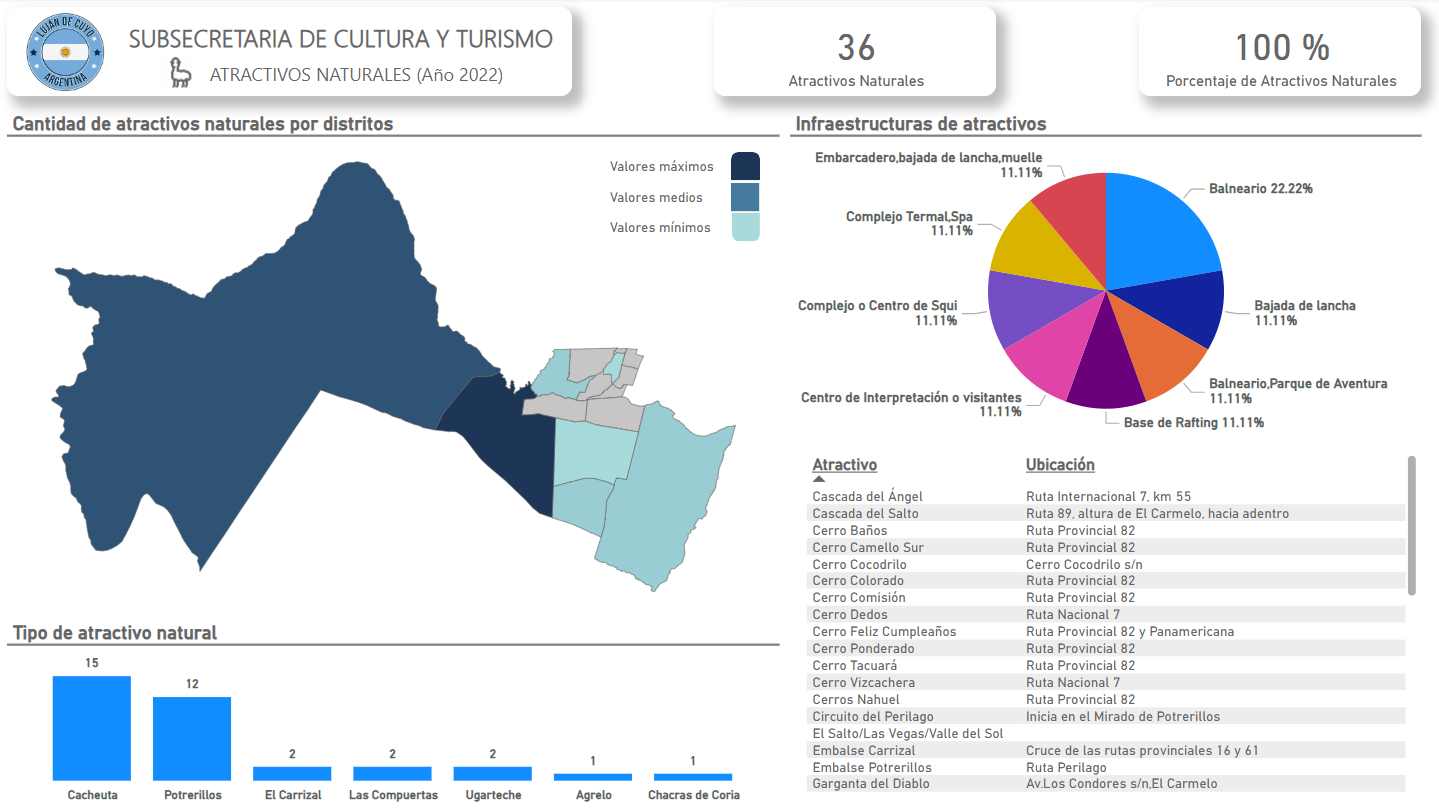 LUJÁN DE CUYO
ARGENTINA
SUBSECRETARIA DE CULTURA Y TURISMO
ATRACTIVOS NATURALES (Año 2022)
36
Atractivos Naturales
100 %
Porcentaje de Atractivos Naturales
Cantidad de atractivos naturales por distritos
Valores máximos
Valores medios
Valores mínimos
Infraestructuras de atractivos
Embarcadero,bajada de lancha,muelle
11.11%
Balneario 22.22%
Complejo Termal,Spa
11.11%
Complejo o Centro de Squi
11.11%
Bajada de lancha
11.11%
Balneario,Parque de Aventura
11.11%
Centro de Interpretación o visitantes
11.11%
Base de Rafting 11.11%
Atractivo Ubicación
Cascada del Ángel Ruta Internacional 7, km 55
Cascada del Salto Ruta 89, altura de El Carmelo, hacia adentro
Cerro Baños Ruta Provincial 82
Cerro Camello Sur Ruta Provincial 82
Cerro Cocodrilo Cerro Cocodrilo s/n
Cerro Colorado Ruta Provincial 82
Cerro Comisión Ruta Provincial 82
Cerro Dedos Ruta Nacional 7
Cerro Feliz Cumpleaños Ruta Provincial 82 y Panamericana
Cerro Ponderado Ruta Provincial 82
Cerro Tacuará Ruta Provincial 82
Cerro Vizcachera Ruta Nacional 7
Cerros Nahuel Ruta Provincial 82
Circuito del Perilago Inicia en el Mirado de Potrerillos
El Salto/Las Vegas/Valle del Sol
Embalse Carrizal Cruce de las rutas provinciales 16 y 61
Embalse Potrerillos Ruta Perilago
Garganta del Diablo Av.Los Condores s/n,El Carmelo
Tipo de atractivo natural
15
12
2
2
2
1
1
Cacheuta
Potrerillos
El Carrizal
Las Compuertas
Ugarteche
Agrelo
Chacras de Coria